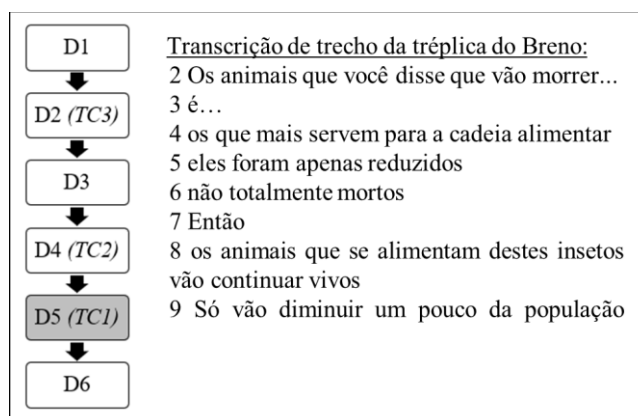 D1
D2 (TC3)
D3
D4 (TC2)
D5 (TC1)
D6
Transcrição de trecho da tréplica do Breno:
2 Os animais que você disse que vão morrer...
3 é…
4 os que mais servem para a cadeia alimentar
5 eles foram apenas reduzidos
6 não totalmente mortos
7 Então
8 os animais que se alimentam destes insetos
vão continuar vivos
9 Só vão diminuir um pouco da população